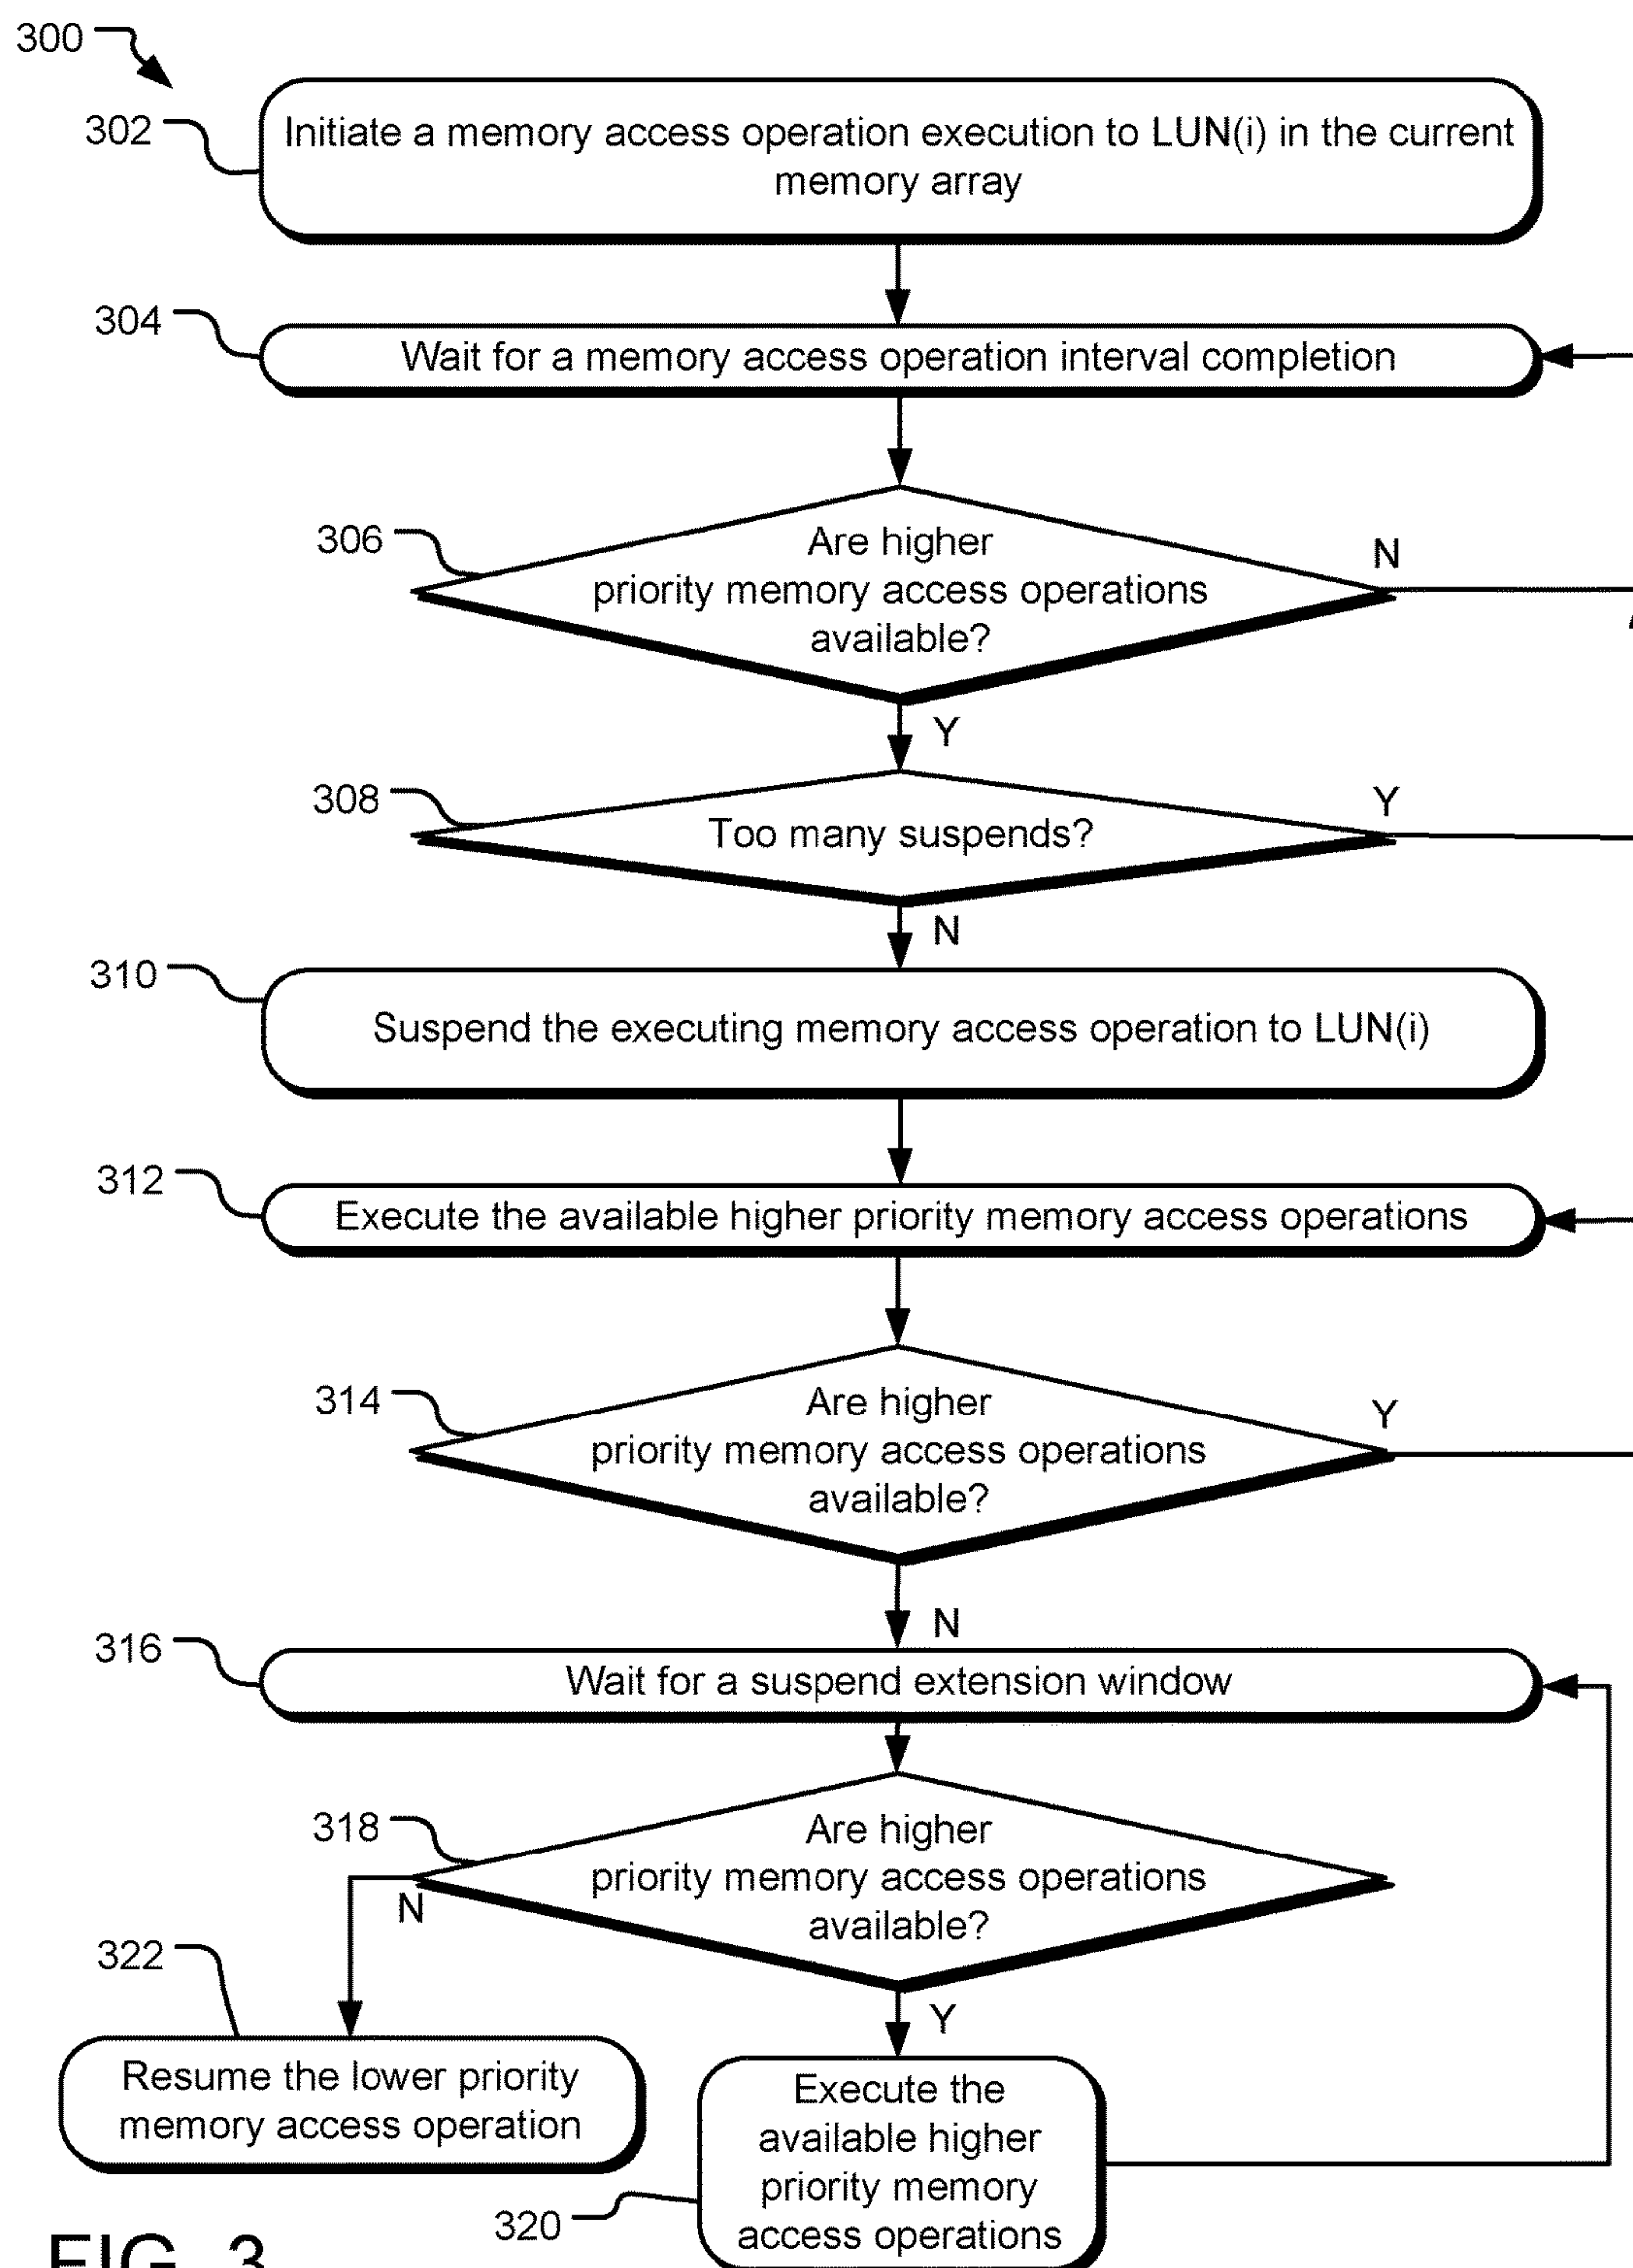 300
302
Initiate a memory access operation execution to LUN(i) in the current
memory array
304
Wait for a memory access operation interval completion
306
Are higher
priority memory access operations
available?
N
Y
308
Too many suspends?
Y
N
310
Suspend the executing memory access operation to LUN(i)
312
Execute the available higher priority memory access operations
314
Are higher
priority memory access operations
available?
Y
N
316
Wait for a suspend extension window
318
Are higher
priority memory access operations
available?
N
Y
322
Resume the lower priority
memory access operation
320
Execute the
available higher
priority memory
access operations
FIG. 3